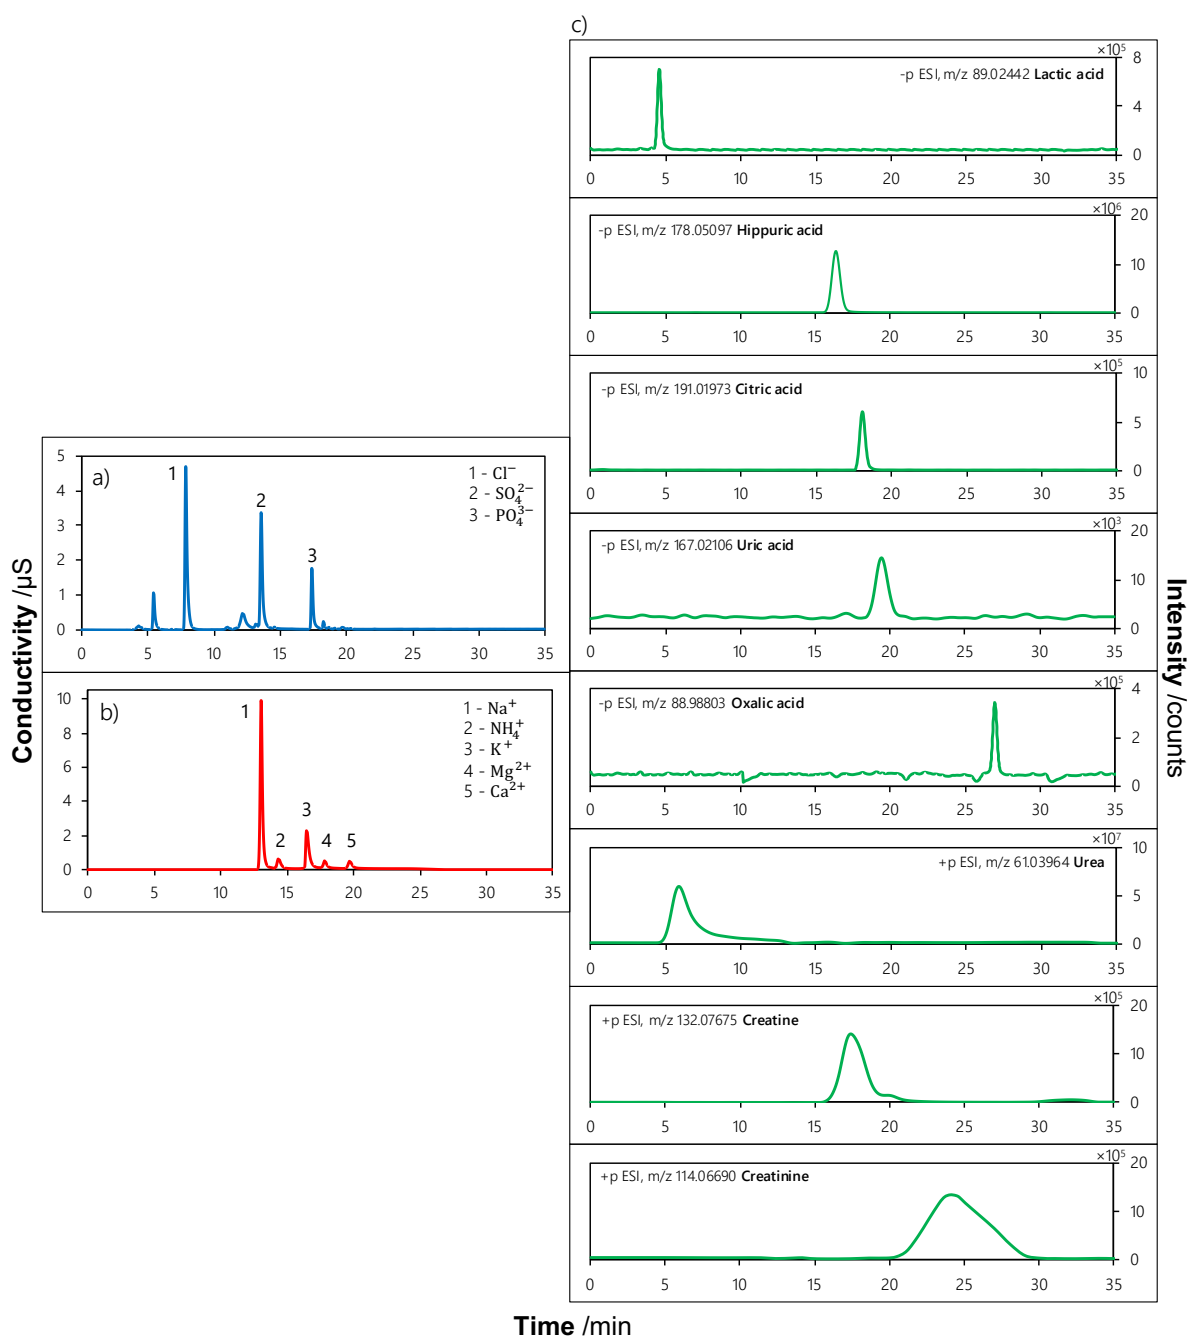 c)
×10⁵
-p ESI, m/z 89.02442 Lactic acid
8
4
0
0 5 10 15 20 25 30 35
×10⁶
-p ESI, m/z 178.05097 Hippuric acid
20
10
0
0 5 10 15 20 25 30 35
×10⁵
-p ESI, m/z 191.01973 Citric acid
10
5
0
0 5 10 15 20 25 30 35
×10³
-p ESI, m/z 167.02106 Uric acid
20
10
0
0 5 10 15 20 25 30 35
×10⁵
-p ESI, m/z 88.98803 Oxalic acid
4
2
0
0 5 10 15 20 25 30 35
×10⁷
+p ESI, m/z 61.03964 Urea
10
5
0
0 5 10 15 20 25 30 35
×10⁵
+p ESI, m/z 132.07675 Creatine
20
10
0
0 5 10 15 20 25 30 35
×10⁵
+p ESI, m/z 114.06690 Creatinine
20
10
0
0 5 10 15 20 25 30 35
Intensity /counts
a)
1 - Cl⁻
2 - SO₄²⁻
3 - PO₄³⁻
1
2
3
5
4
3
2
1
0
0 5 10 15 20 25 30 35
b)
1 - Na⁺
2 - NH₄⁺
3 - K⁺
4 - Mg²⁺
5 - Ca²⁺
1
2
3
4
5
10
8
6
4
2
0
0 5 10 15 20 25 30 35
Conductivity /µS
Time /min